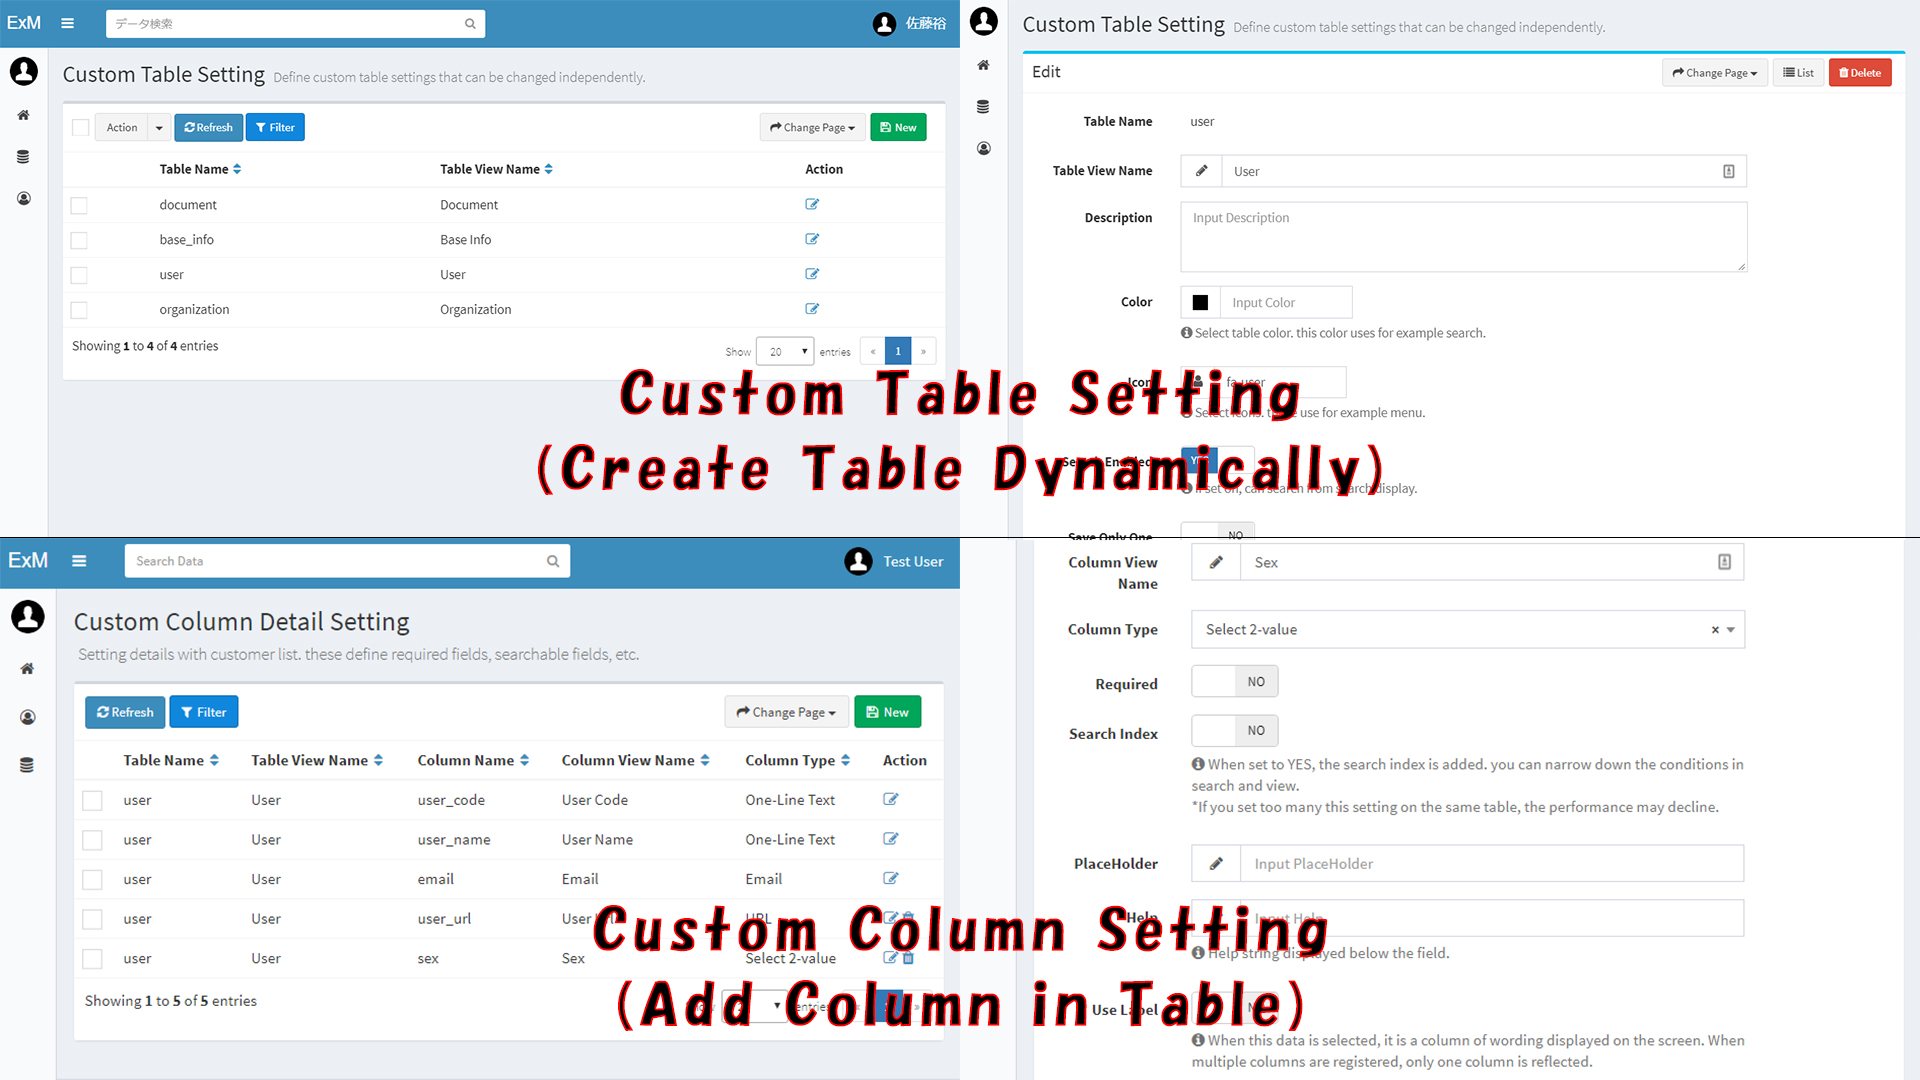 ExM
データ検索
佐藤裕
Custom Table Setting Define custom table settings that can be changed independently.
Action Refresh Filter Change Page New
Table Name Table View Name Action
document Document
base_info Base Info
user User
organization Organization
Showing 1 to 4 of 4 entries
Show 20 entries « 1 »
Custom Table Setting Define custom table settings that can be changed independently.
Edit Change Page List Delete
Table Name user
Table View Name User
Description Input Description
Color Input Color
Select table color. this color uses for example search.
Icon fa-user
Select icons. use for example menu.
Search Enabled YES
If set on, can search from search display.
Save Only One NO
Custom Table Setting
(Create Table Dynamically)
ExM Search Data Test User
Custom Column Detail Setting
Setting details with customer list. these define required fields, searchable fields, etc.
Refresh Filter Change Page New
Table Name Table View Name Column Name Column View Name Column Type Action
user User user_code User Code One-Line Text
user User user_name User Name One-Line Text
user User email Email Email
user User user_url User URL
user User sex Sex Select 2-value
Showing 1 to 5 of 5 entries
entries »
Column View
Name
Sex
Column Type Select 2-value × 
Required NO
Search Index NO
When set to YES, the search index is added. you can narrow down the conditions in
search and view.
*If you set too many this setting on the same table, the performance may decline.
PlaceHolder Input PlaceHolder
Help Input Help
Help string displayed below the field.
Use Label
When this data is selected, it is a column of wording displayed on the screen. When
multiple columns are registered, only one column is reflected.
Custom Column Setting
(Add Column in Table)